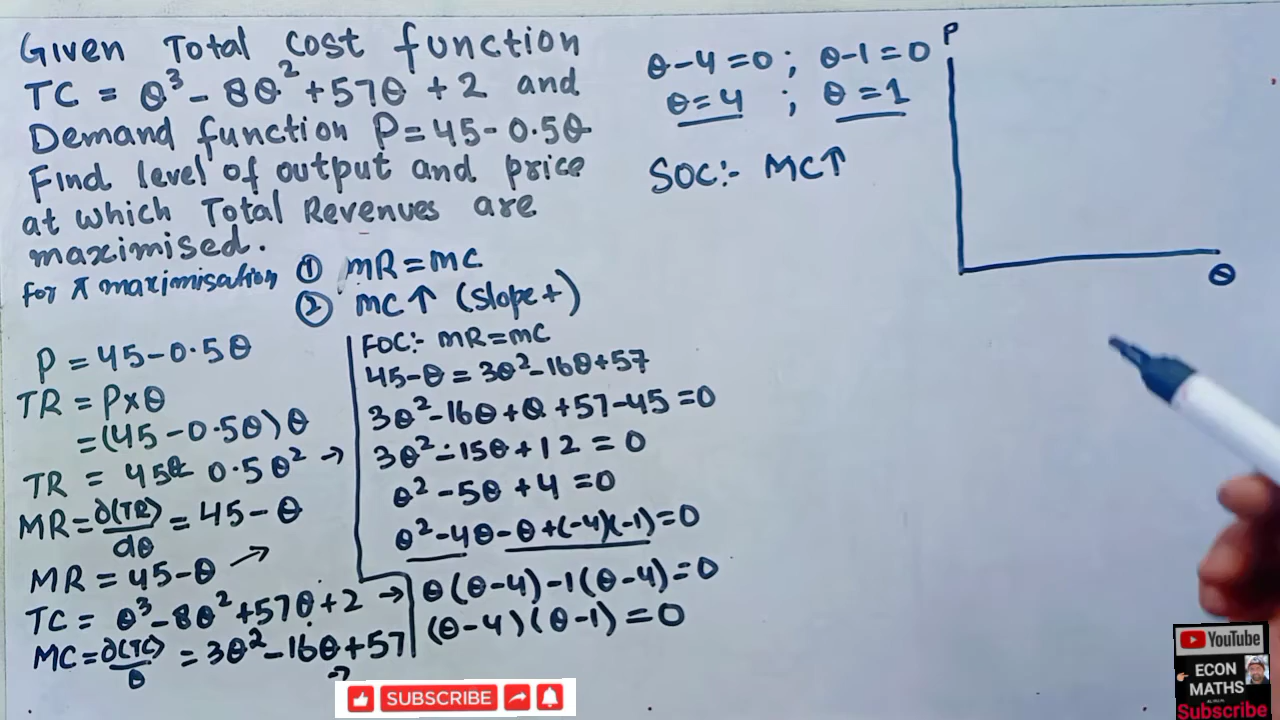 Given Total Cost function
TC = Q³ - 8Q² + 57Q + 2 and
Demand function P = 45 - 0.5Q
Find level of output and price
at which Total Revenues are
maximised.
for π maximisation ① MR = MC
② MC↑ (slope +)
P = 45 - 0.5Q
TR = P × Q
= (45 - 0.5Q) Q
TR = 45Q - 0.5Q² →
MR = ∂(TR)/dQ = 45 - Q
MR = 45 - Q →
TC = Q³ - 8Q² + 57Q + 2 →
MC = ∂(TC)/Q = 3Q² - 16Q + 57
→
FOC:- MR = MC
45 - Q = 3Q² - 16Q + 57
3Q² - 16Q + Q + 57 - 45 = 0
3Q² - 15Q + 12 = 0
Q² - 5Q + 4 = 0
Q² - 4Q - Q + (-4)(-1) = 0
Q(Q-4) - 1(Q-4) = 0
(Q-4)(Q-1) = 0
Q - 4 = 0 ; Q - 1 = 0
Q = 4 ; Q = 1
SOC:- MC↑
P
Q
SUBSCRIBE
YouTube
ECON
MATHS
Subscribe